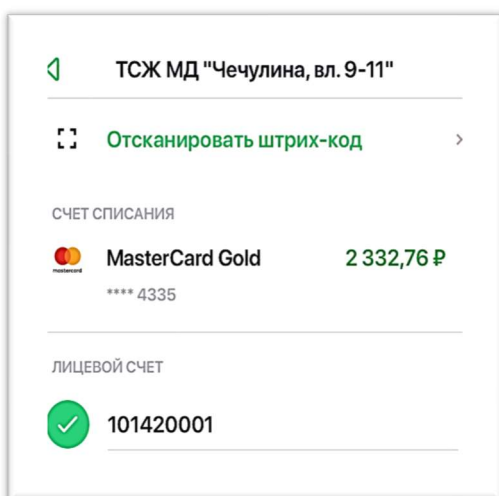 ТСЖ МД "Чечулина, вл. 9-11"
Отсканировать штрих-код
СЧЕТ СПИСАНИЯ
MasterCard Gold 2 332,76 ₽
mastercard
**** 4335
ЛИЦЕВОЙ СЧЕТ
101420001